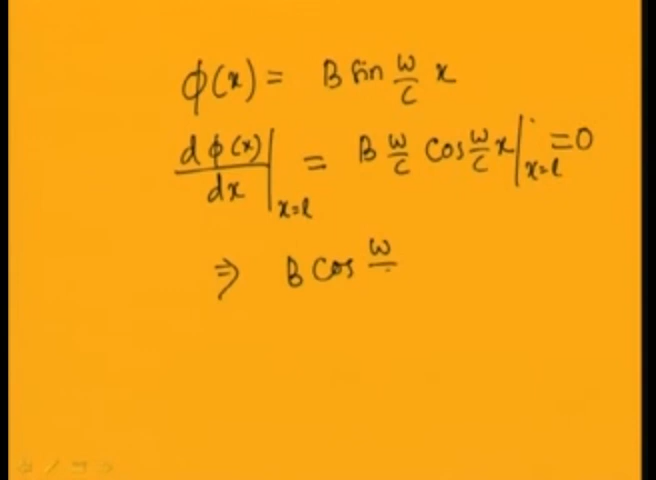 ϕ(x) = B sin ω/c x
dϕ(x)/dx |x=l = B ω/c cos ω/c x |x=l = 0
⇒ B cos ω/